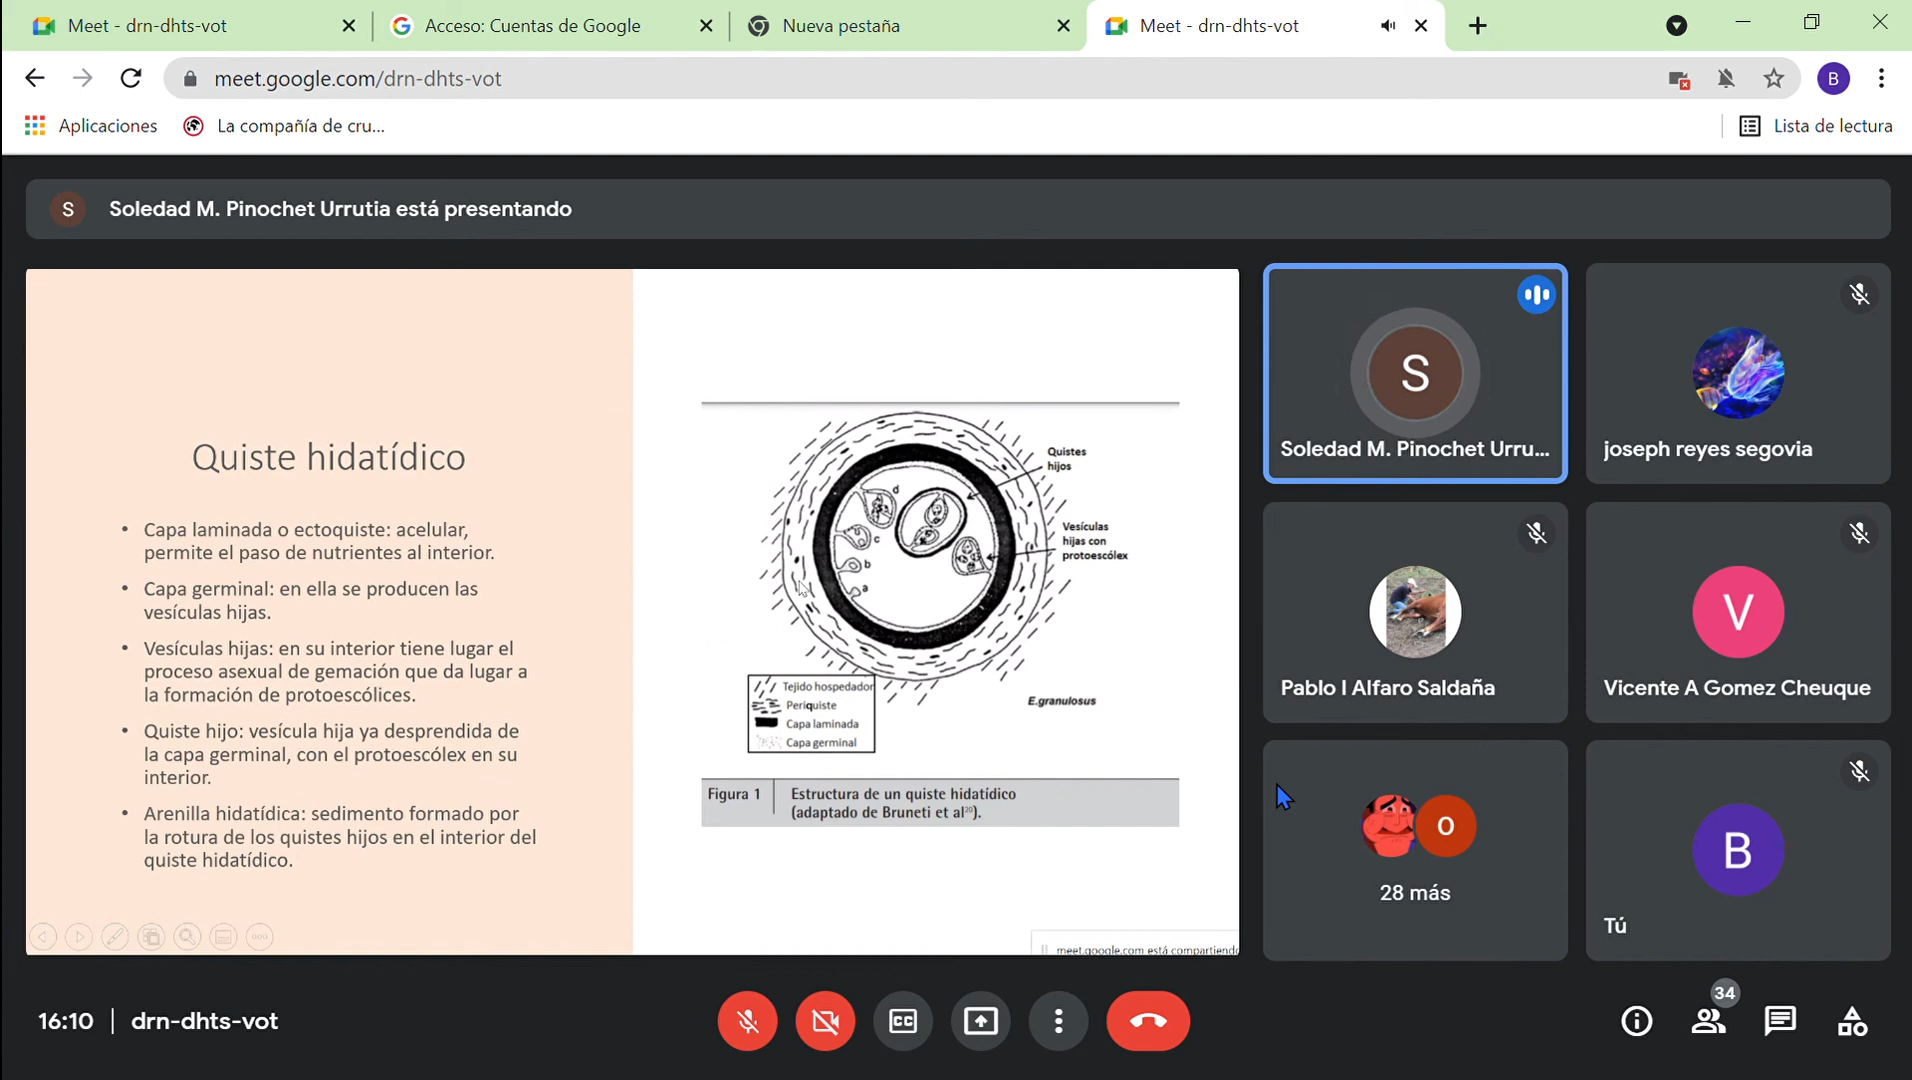 Meet - drn-dhts-vot
Acceso: Cuentas de Google
Nueva pestaña
Meet - drn-dhts-vot
meet.google.com/drn-dhts-vot
B
Aplicaciones
La compañía de cru...
Lista de lectura
S
Soledad M. Pinochet Urrutia está presentando
Quiste hidatídico
• Capa laminada o ectoquiste: acelular,
permite el paso de nutrientes al interior.
• Capa germinal: en ella se producen las
vesículas hijas.
• Vesículas hijas: en su interior tiene lugar el
proceso asexual de gemación que da lugar a
la formación de protoescólices.
• Quiste hijo: vesícula hija ya desprendida de
la capa germinal, con el protoescólex en su
interior.
• Arenilla hidatídica: sedimento formado por
la rotura de los quistes hijos en el interior del
quiste hidatídico.
Quistes
hijos
Vesículas
hijas con
protoescólex
d
c
b
a
Tejido hospedador
Periquiste
Capa laminada
Capa germinal
E.granulosus
Figura 1
Estructura de un quiste hidatídico
(adaptado de Bruneti et al20).
meet.google.com está compartiendo
S
Soledad M. Pinochet Urru...
joseph reyes segovia
Pablo I Alfaro Saldaña
V
Vicente A Gomez Cheuque
O
28 más
B
Tú
16:10
drn-dhts-vot
CC
34